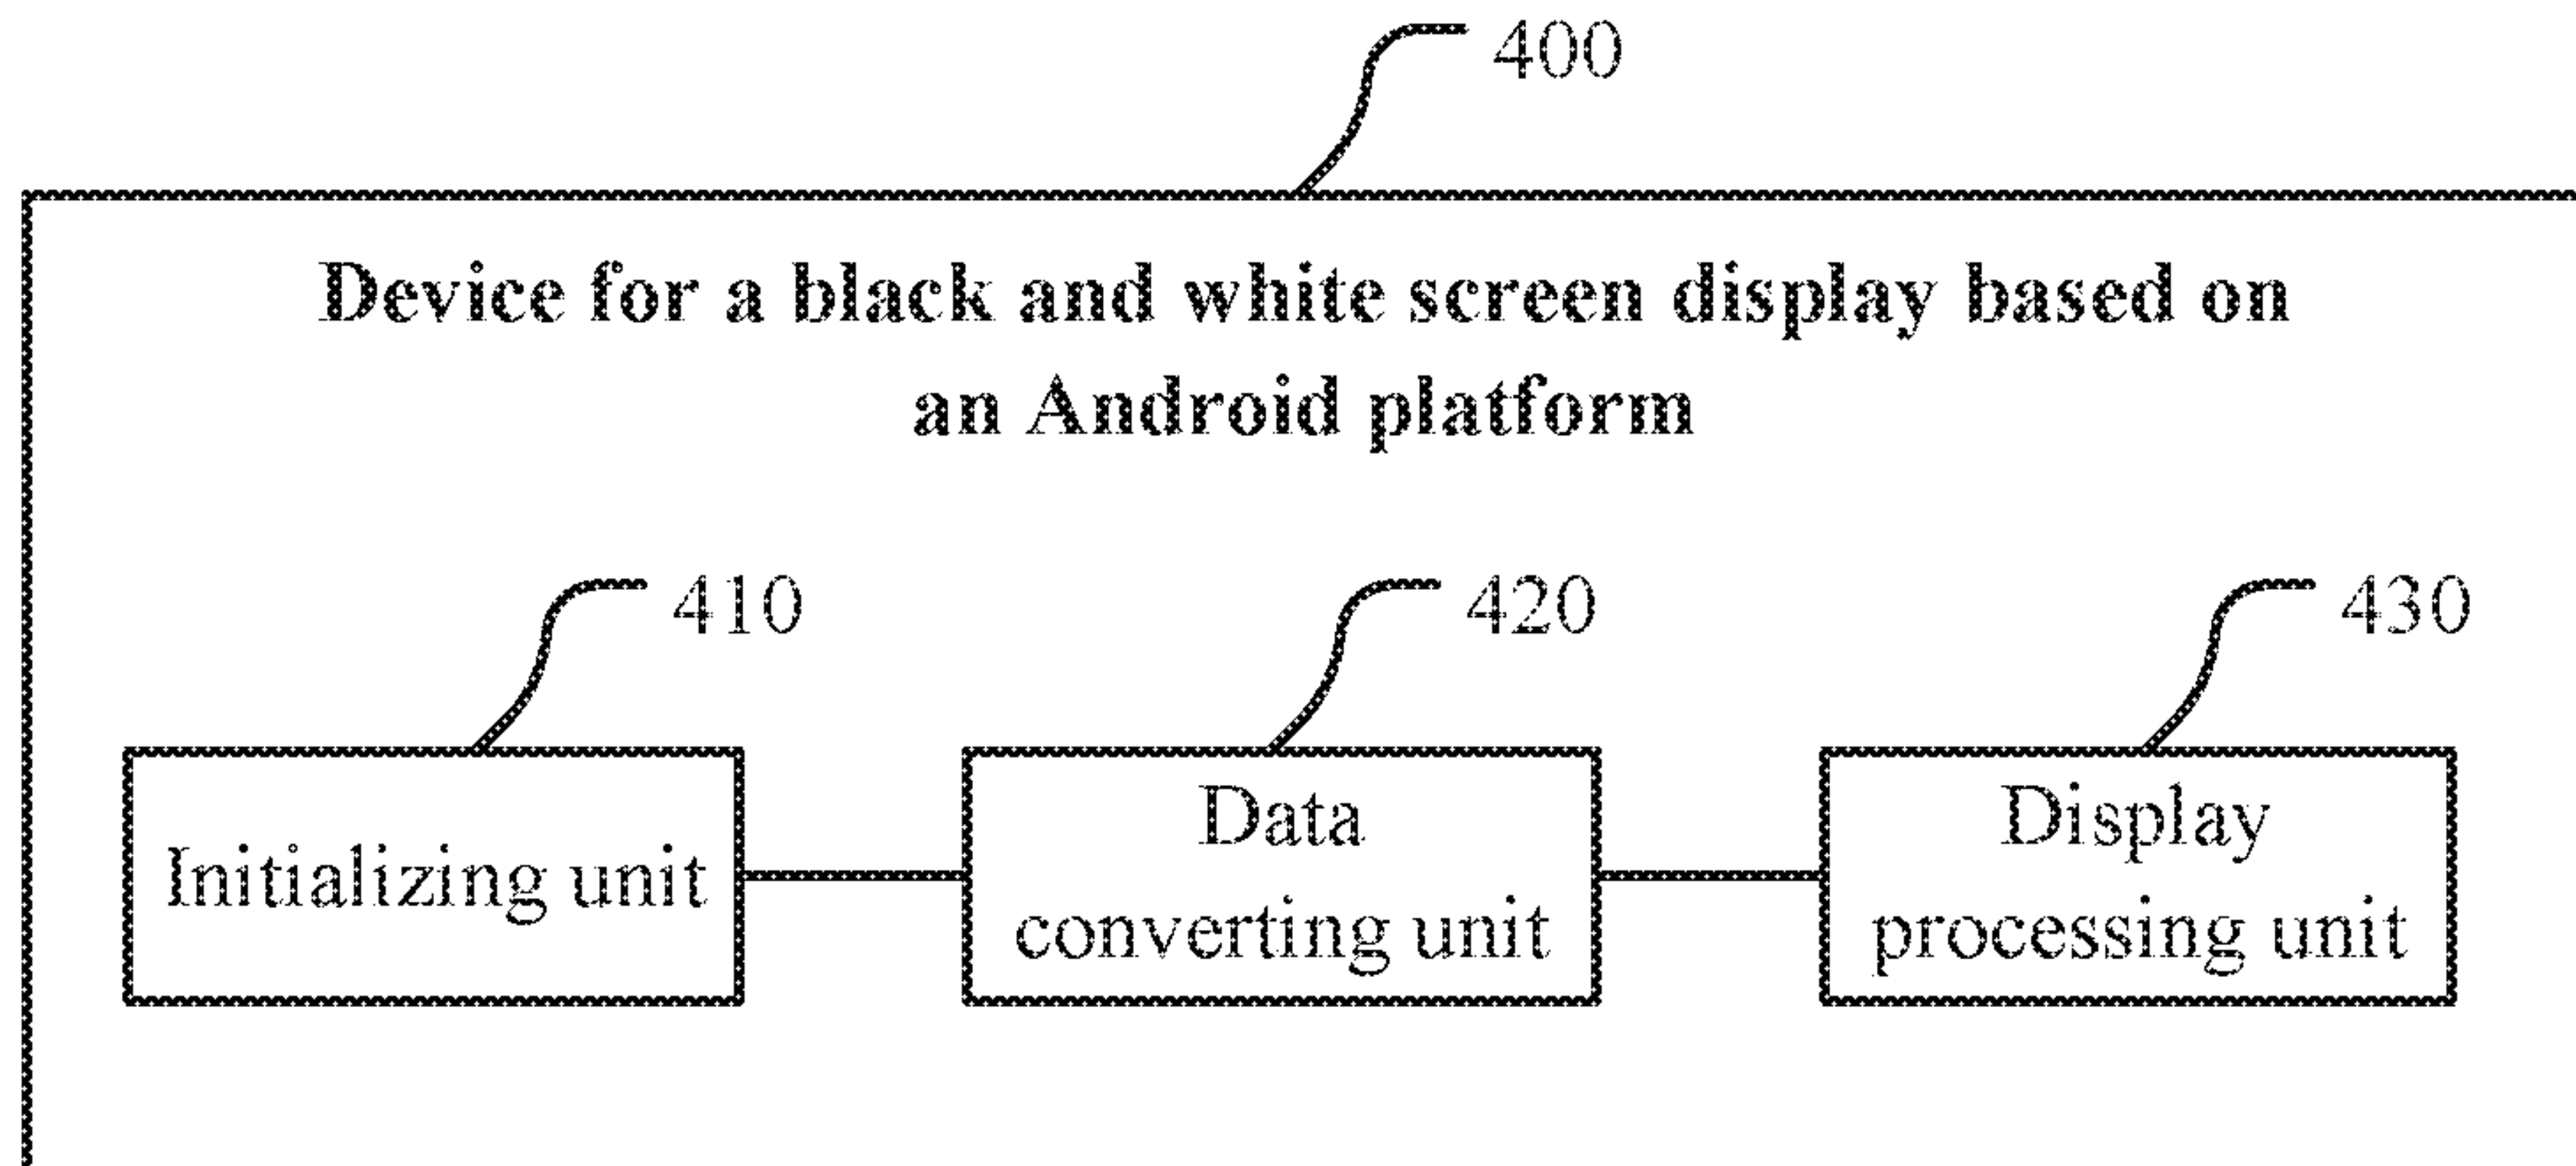 400
Device for a black and white screen display based on
an Android platform
410
420
430
Initializing unit
Data
converting unit
Display
processing unit